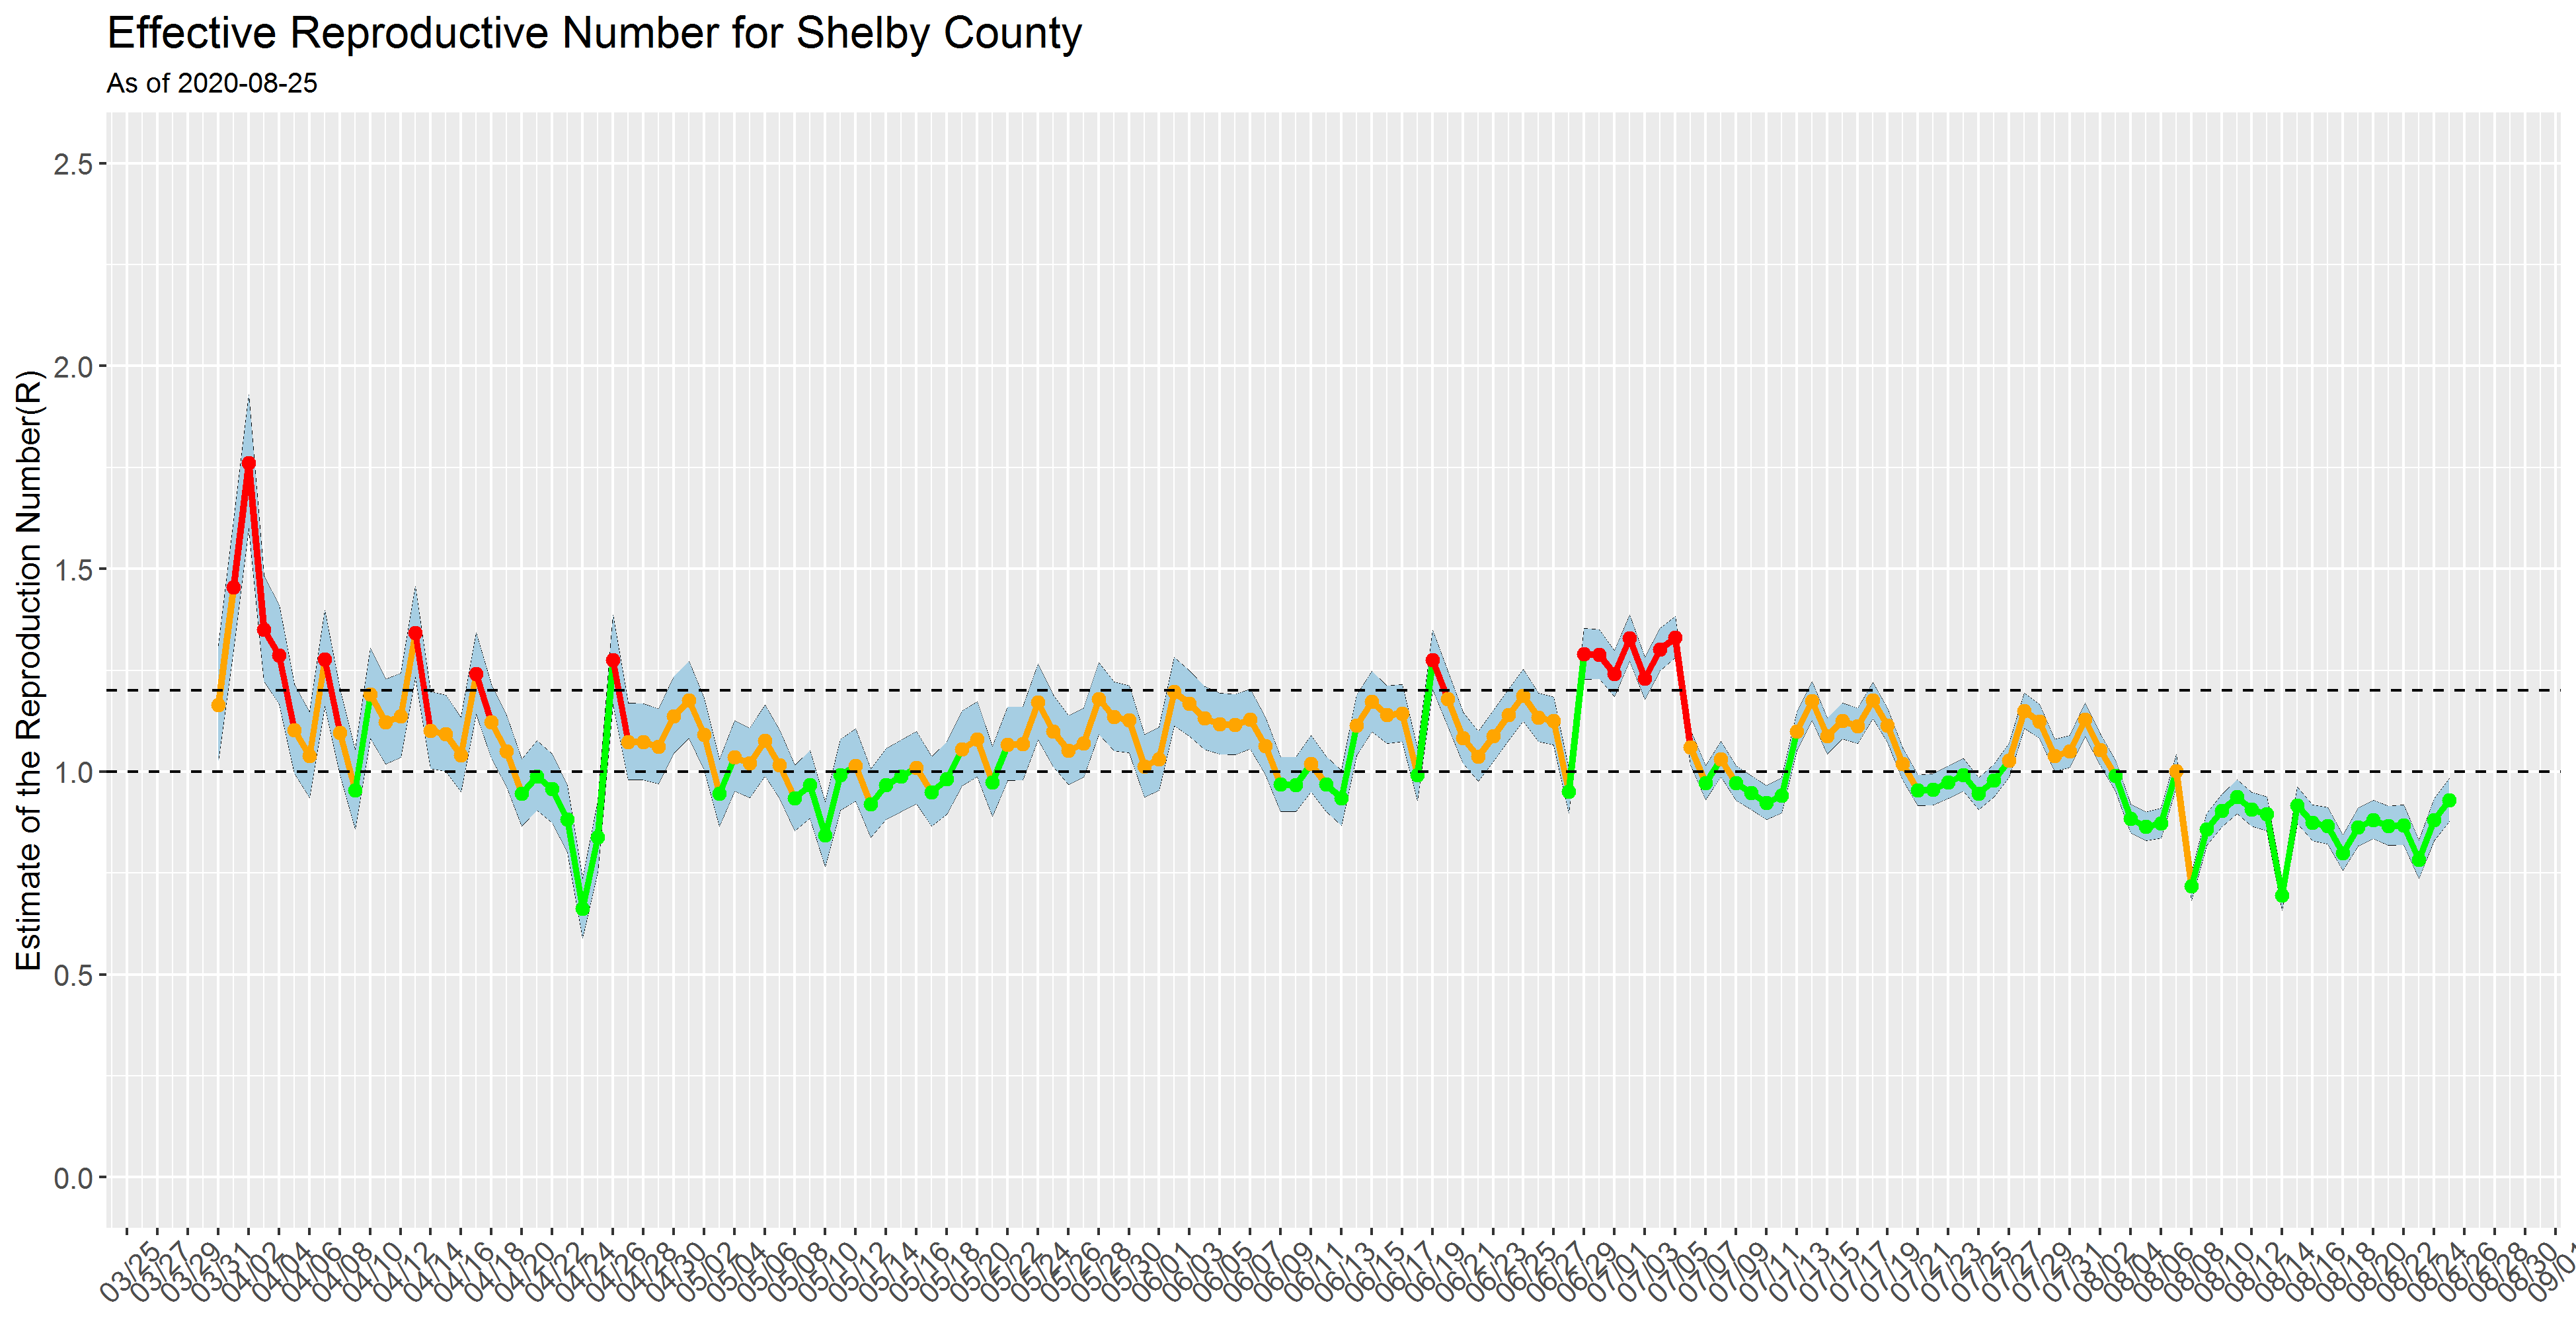 Effective Reproductive Number for Shelby County
As of 2020-08-25
Estimate of the Reproduction Number(R)
2.5
2.0
1.5
1.0
0.5
0.0
03/25 03/27 03/29 03/31 04/02 04/04 04/06 04/08 04/10 04/12 04/14 04/16 04/18 04/20 04/22 04/24 04/26 04/28 04/30 05/02 05/04 05/06 05/08 05/10 05/12 05/14 05/16 05/18 05/20 05/22 05/24 05/26 05/28 05/30 06/01 06/03 06/05 06/07 06/09 06/11 06/13 06/15 06/17 06/19 06/21 06/23 06/25 06/27 06/29 07/01 07/03 07/05 07/07 07/09 07/11 07/13 07/15 07/17 07/19 07/21 07/23 07/25 07/27 07/29 07/31 08/02 08/04 08/06 08/08 08/10 08/12 08/14 08/16 08/18 08/20 08/22 08/24 08/26 08/28 08/30 09/01